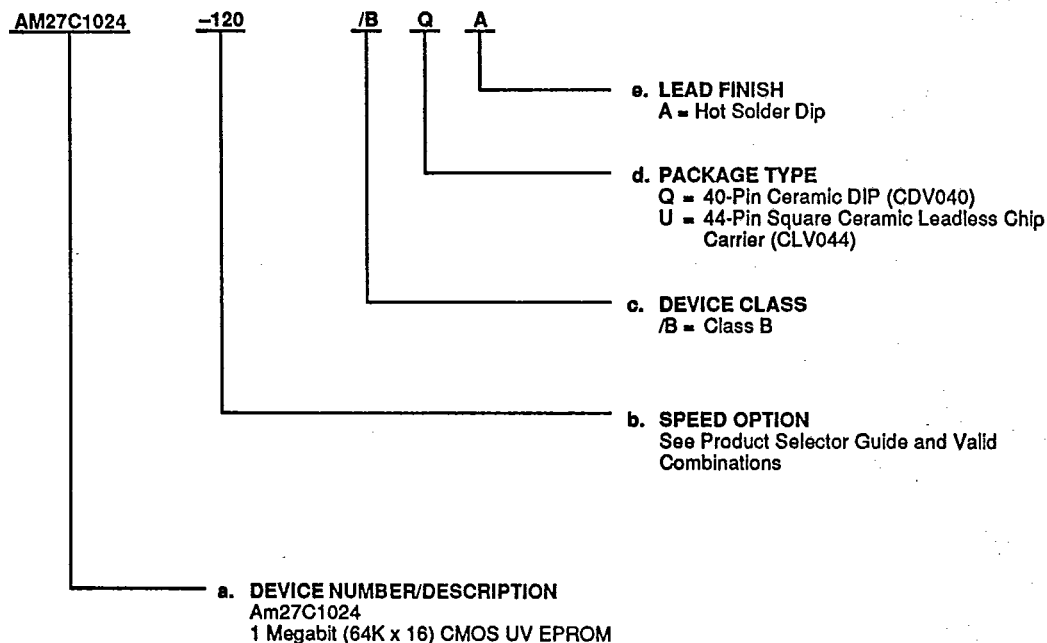 AM27C1024 –120 /B Q A
e. LEAD FINISH
A = Hot Solder Dip
d. PACKAGE TYPE
Q = 40-Pin Ceramic DIP (CDV040)
U = 44-Pin Square Ceramic Leadless Chip
Carrier (CLV044)
c. DEVICE CLASS
/B = Class B
b. SPEED OPTION
See Product Selector Guide and Valid
Combinations
a. DEVICE NUMBER/DESCRIPTION
Am27C1024
1 Megabit (64K x 16) CMOS UV EPROM